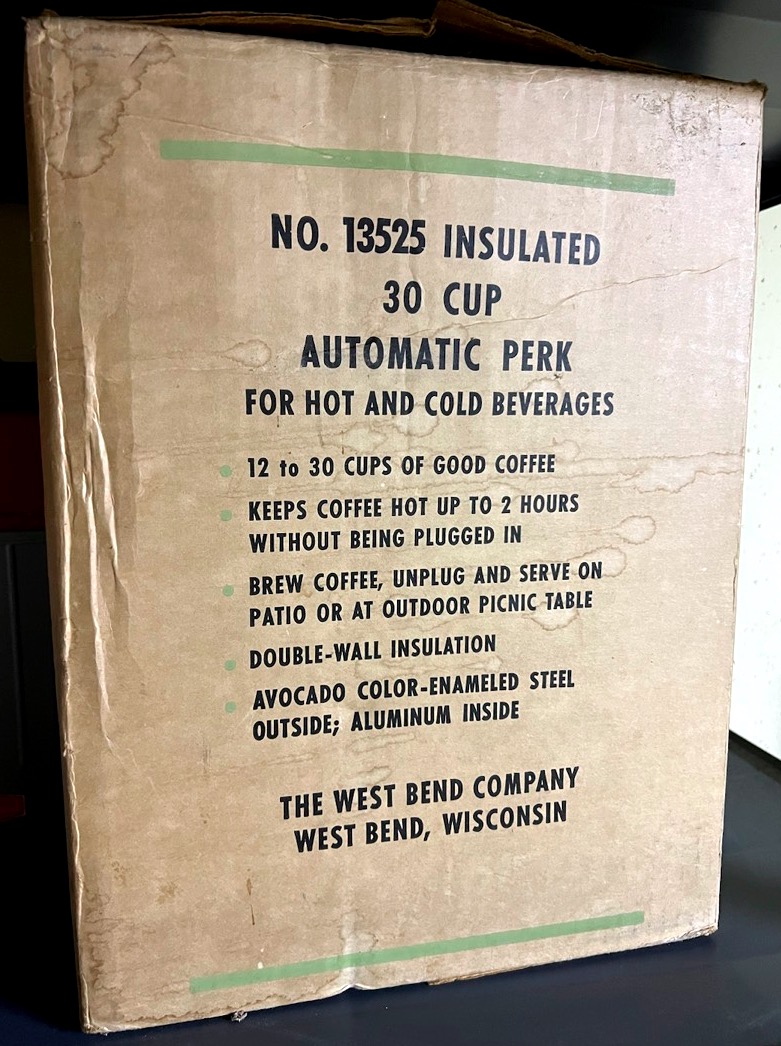 NO. 13525 INSULATED
30 CUP
AUTOMATIC PERK
FOR HOT AND COLD BEVERAGES
• 12 to 30 CUPS OF GOOD COFFEE
• KEEPS COFFEE HOT UP TO 2 HOURS
WITHOUT BEING PLUGGED IN
• BREW COFFEE, UNPLUG AND SERVE ON
PATIO OR AT OUTDOOR PICNIC TABLE
• DOUBLE-WALL INSULATION
• AVOCADO COLOR-ENAMELED STEEL
OUTSIDE; ALUMINUM INSIDE
THE WEST BEND COMPANY
WEST BEND, WISCONSIN